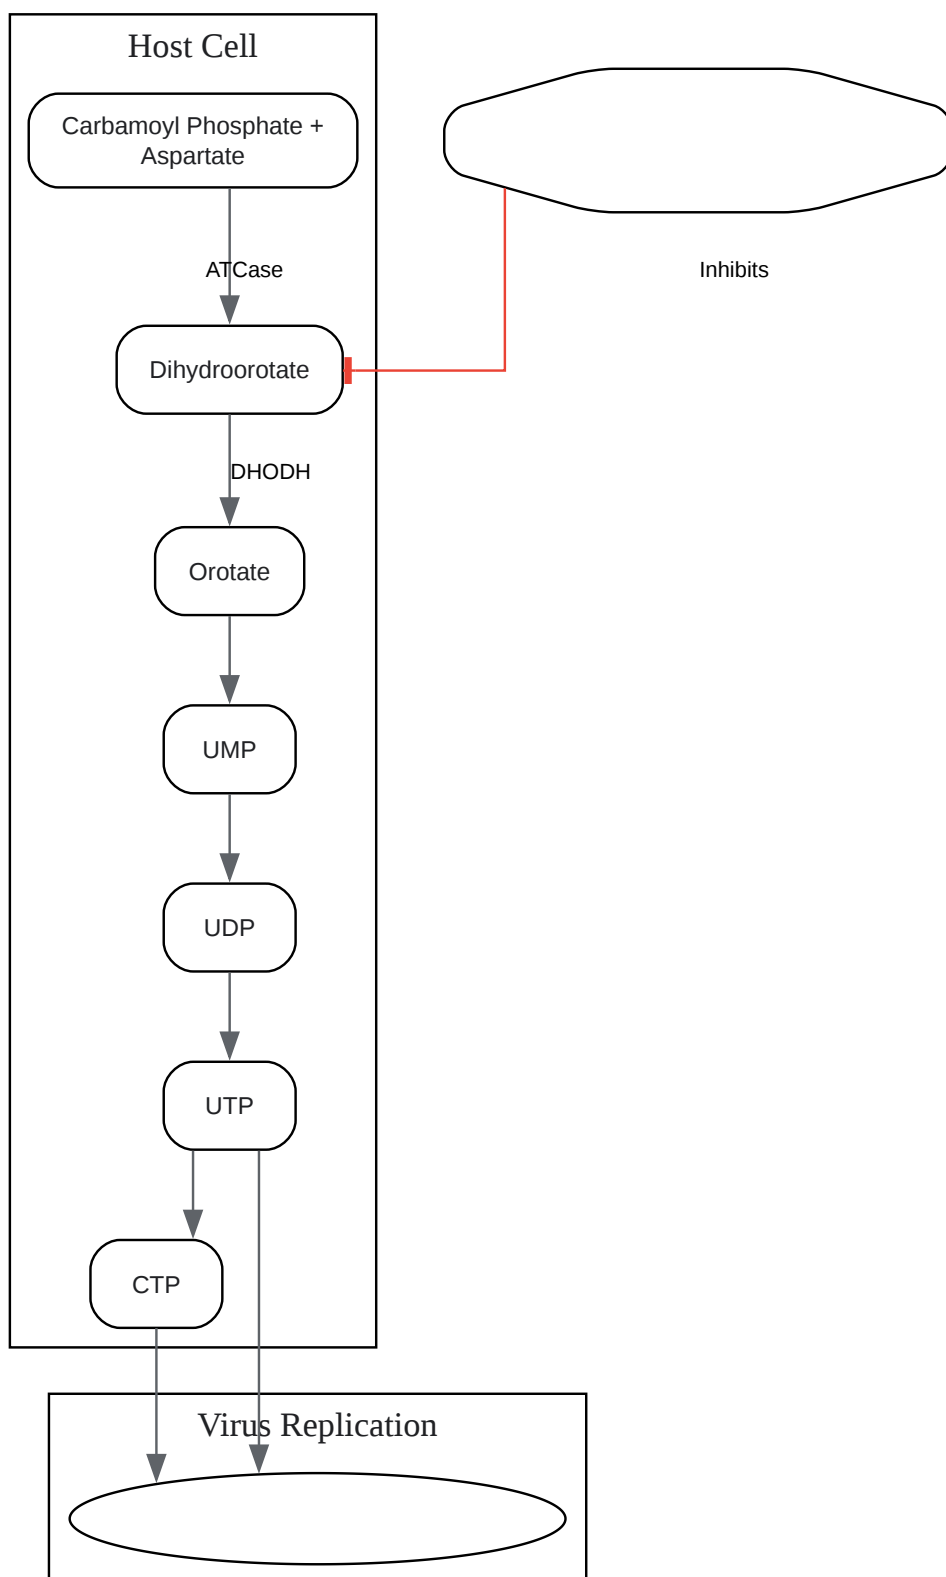 Host Cell
Carbamoyl Phosphate +
Aspartate
ATCase
Inhibits
Dihydroorotate
DHODH
Orotate
UMP
UDP
UTP
CTP
Virus Replication